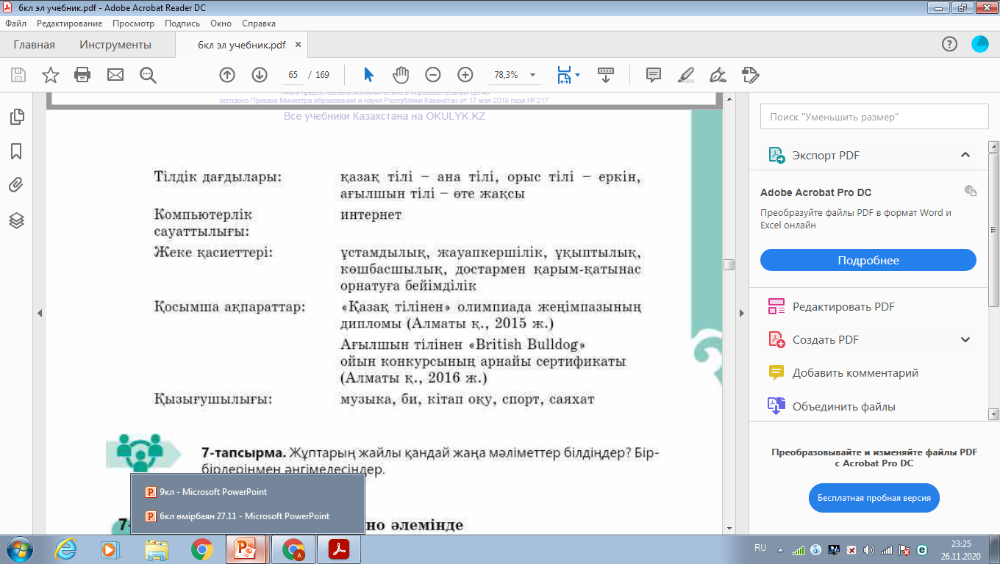 6кл эл учебник.pdf - Adobe Acrobat Reader DC
Файл Редактирование Просмотр Подпись Окно Справка
Главная Инструменты 6кл эл учебник.pdf ×
65 / 169 78,3%
Книга предоставлена исключительно в образовательных целях
согласно Приказа Министра образования и науки Республики Казахстан от 17 мая 2019 года № 217
Все учебники Казахстана на OKULYK.KZ
Тілдік дағдылары: қазақ тілі – ана тілі, орыс тілі – еркін,
ағылшын тілі – өте жақсы
Компьютерлік интернет
сауаттылығы:
Жеке қасиеттері: ұстамдылық, жауапкершілік, ұқыптылық,
көшбасшылық, достармен қарым-қатынас
орнатуға бейімділік
Қосымша ақпараттар: «Қазақ тілінен» олимпиада жеңімпазының
дипломы (Алматы қ., 2015 ж.)
Ағылшын тілінен «British Bulldog»
ойын конкурсының арнайы сертификаты
(Алматы қ., 2016 ж.)
Қызығушылығы: музыка, би, кітап оқу, спорт, саяхат
7-тапсырма. Жұптарың жайлы қандай жаңа мәліметтер білдіңдер? Бір-
бірлерінмен әңгімелесіңдер.
7-
но әлемінде
9кл - Microsoft PowerPoint
6кл өмірбаян 27.11 - Microsoft PowerPoint
Поиск "Уменьшить размер"
Экспорт PDF
Adobe Acrobat Pro DC
Преобразуйте файлы PDF в формат Word и
Excel онлайн
Подробнее
Редактировать PDF
Создать PDF
Добавить комментарий
Объединить файлы
Преобразовывайте и изменяйте файлы PDF
с Acrobat Pro DC
Бесплатная пробная версия
RU
23:25
26.11.2020